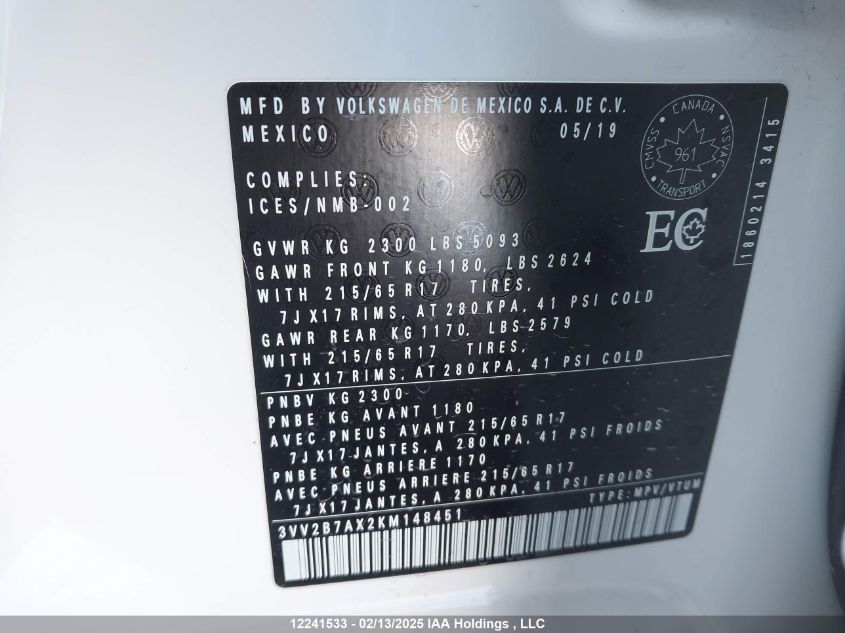 MFD BY VOLKSWAGEN DE MEXICO S.A. DE C.V.
MEXICO 05/19
CANADA
CMVSS NSVAC
961
TRANSPORT
1860214 3415
COMPLIES:
ICES/NMB-002
EC
GVWR KG 2300 LBS 5093
GAWR FRONT KG 1180, LBS 2624
WITH 215/65 R17 TIRES,
7J X17 RIMS, AT 280 KPA, 41 PSI COLD
GAWR REAR KG 1170, LBS 2579
WITH 215/65 R17 TIRES,
7J X17 RIMS, AT 280 KPA, 41 PSI COLD
PNBV KG 2300
PNBE KG AVANT 1180
AVEC PNEUS AVANT 215/65 R17
7J X17 JANTES, A 280 KPA, 41 PSI FROIDS
PNBE KG ARRIERE 1170
AVEC PNEUS ARRIERE 215/65 R17
7J X17 JANTES, A 280 KPA, 41 PSI FROIDS
3VV2B7AX2KM148451 TYPE: MPV/VTUM
12241533 - 02/13/2025 IAA Holdings , LLC